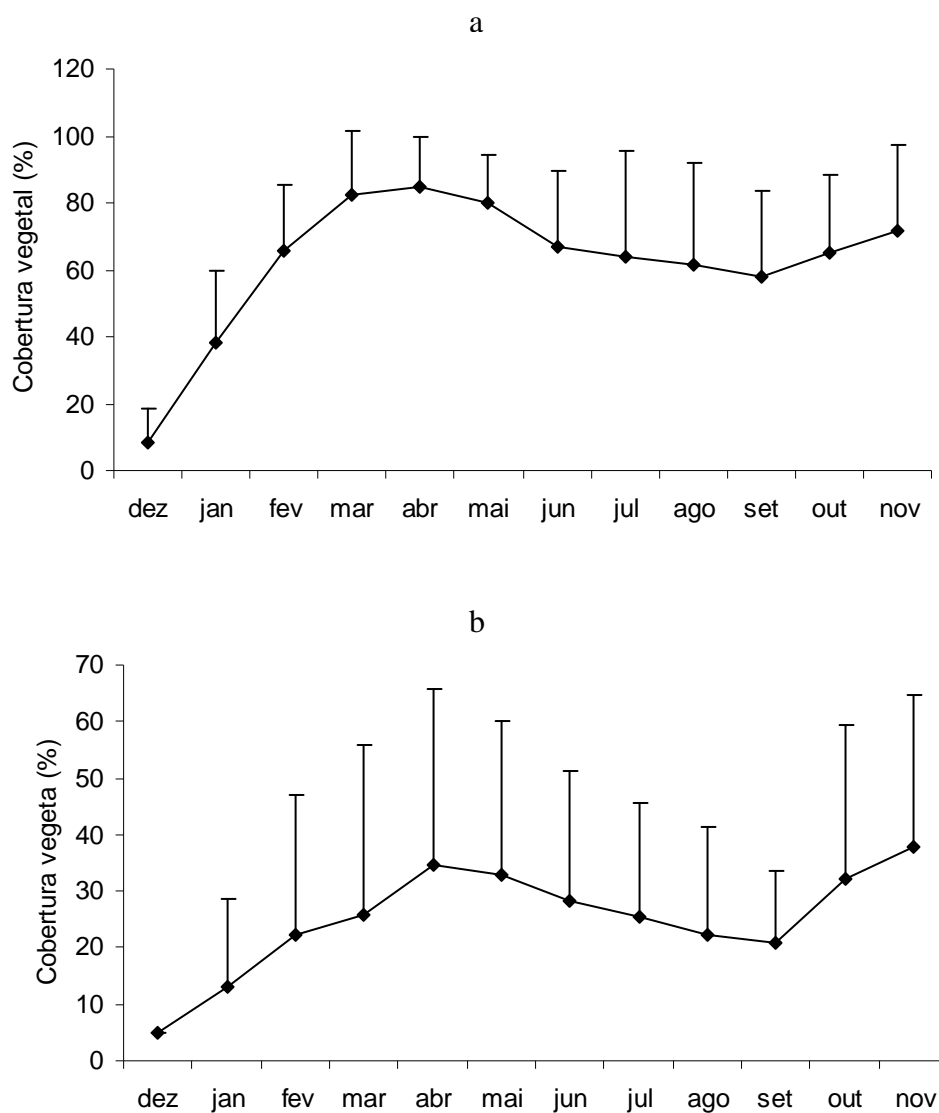 a
Cobertura vegetal (%)
120
100
80
60
40
20
0
dez jan fev mar abr mai jun jul ago set out nov
b
Cobertura vegeta (%)
70
60
50
40
30
20
10
0
dez jan fev mar abr mai jun jul ago set out nov